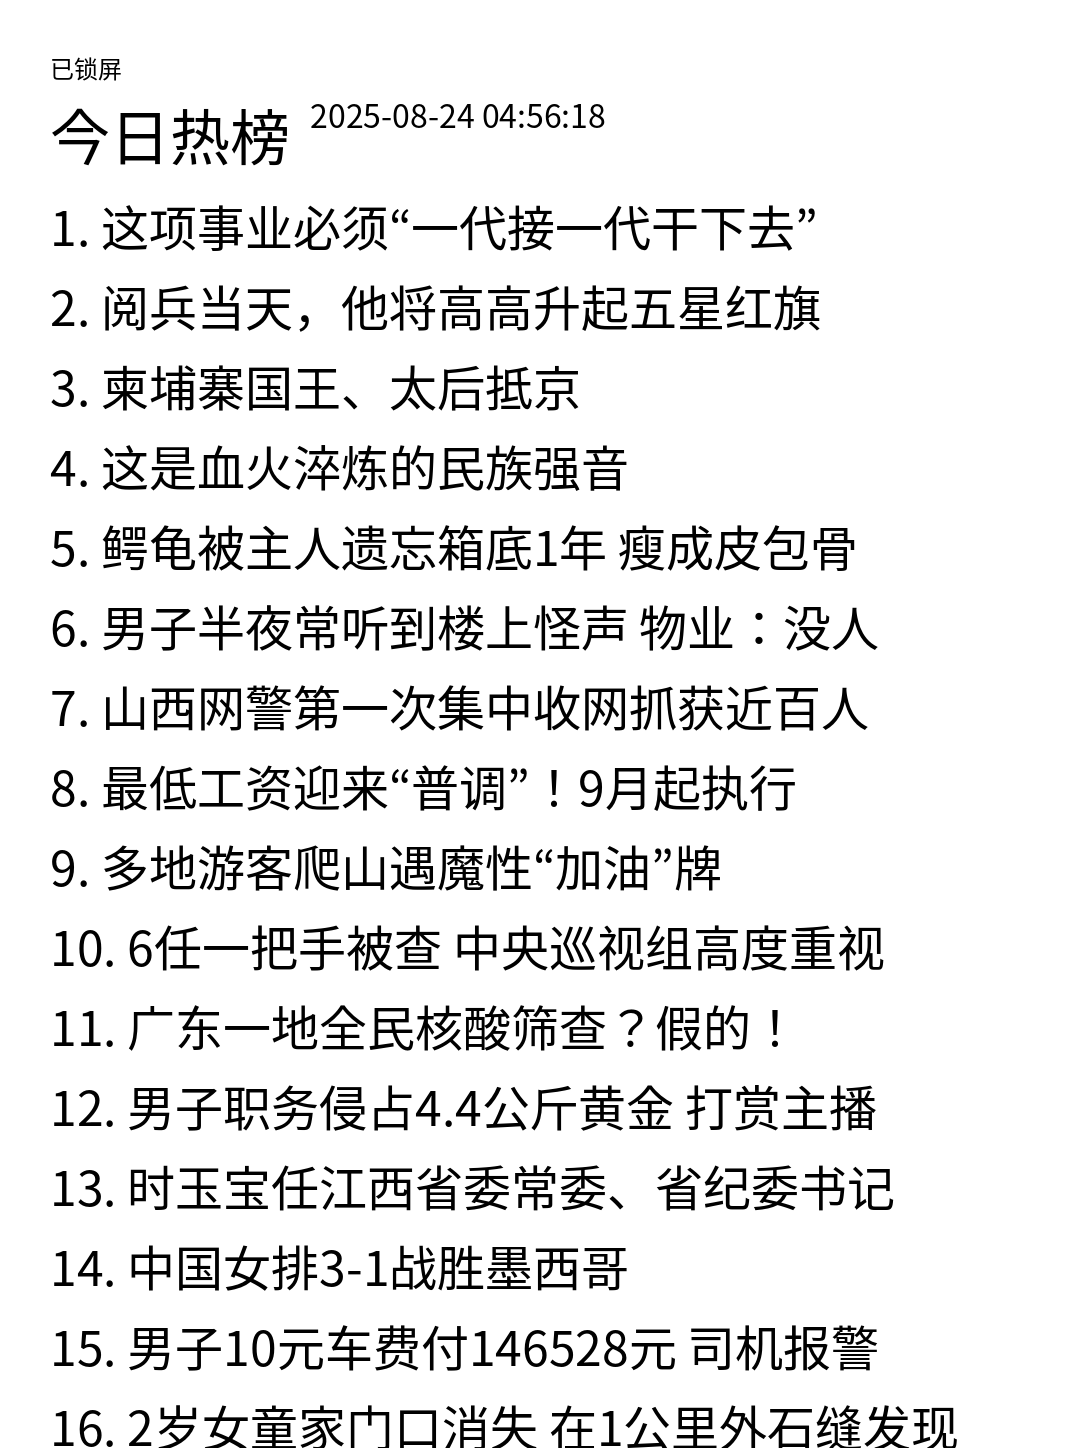 已锁屏
今日热榜 2025-08-24 04:56:18
1. 这项事业必须“一代接一代干下去”
2. 阅兵当天，他将高高升起五星红旗
3. 柬埔寨国王、太后抵京
4. 这是血火淬炼的民族强音
5. 鳄龟被主人遗忘箱底1年 瘦成皮包骨
6. 男子半夜常听到楼上怪声 物业：没人
7. 山西网警第一次集中收网抓获近百人
8. 最低工资迎来“普调”！9月起执行
9. 多地游客爬山遇魔性“加油”牌
10. 6任一把手被查 中央巡视组高度重视
11. 广东一地全民核酸筛查？假的！
12. 男子职务侵占4.4公斤黄金 打赏主播
13. 时玉宝任江西省委常委、省纪委书记
14. 中国女排3-1战胜墨西哥
15. 男子10元车费付146528元 司机报警
16. 2岁女童家门口消失 在1公里外石缝发现